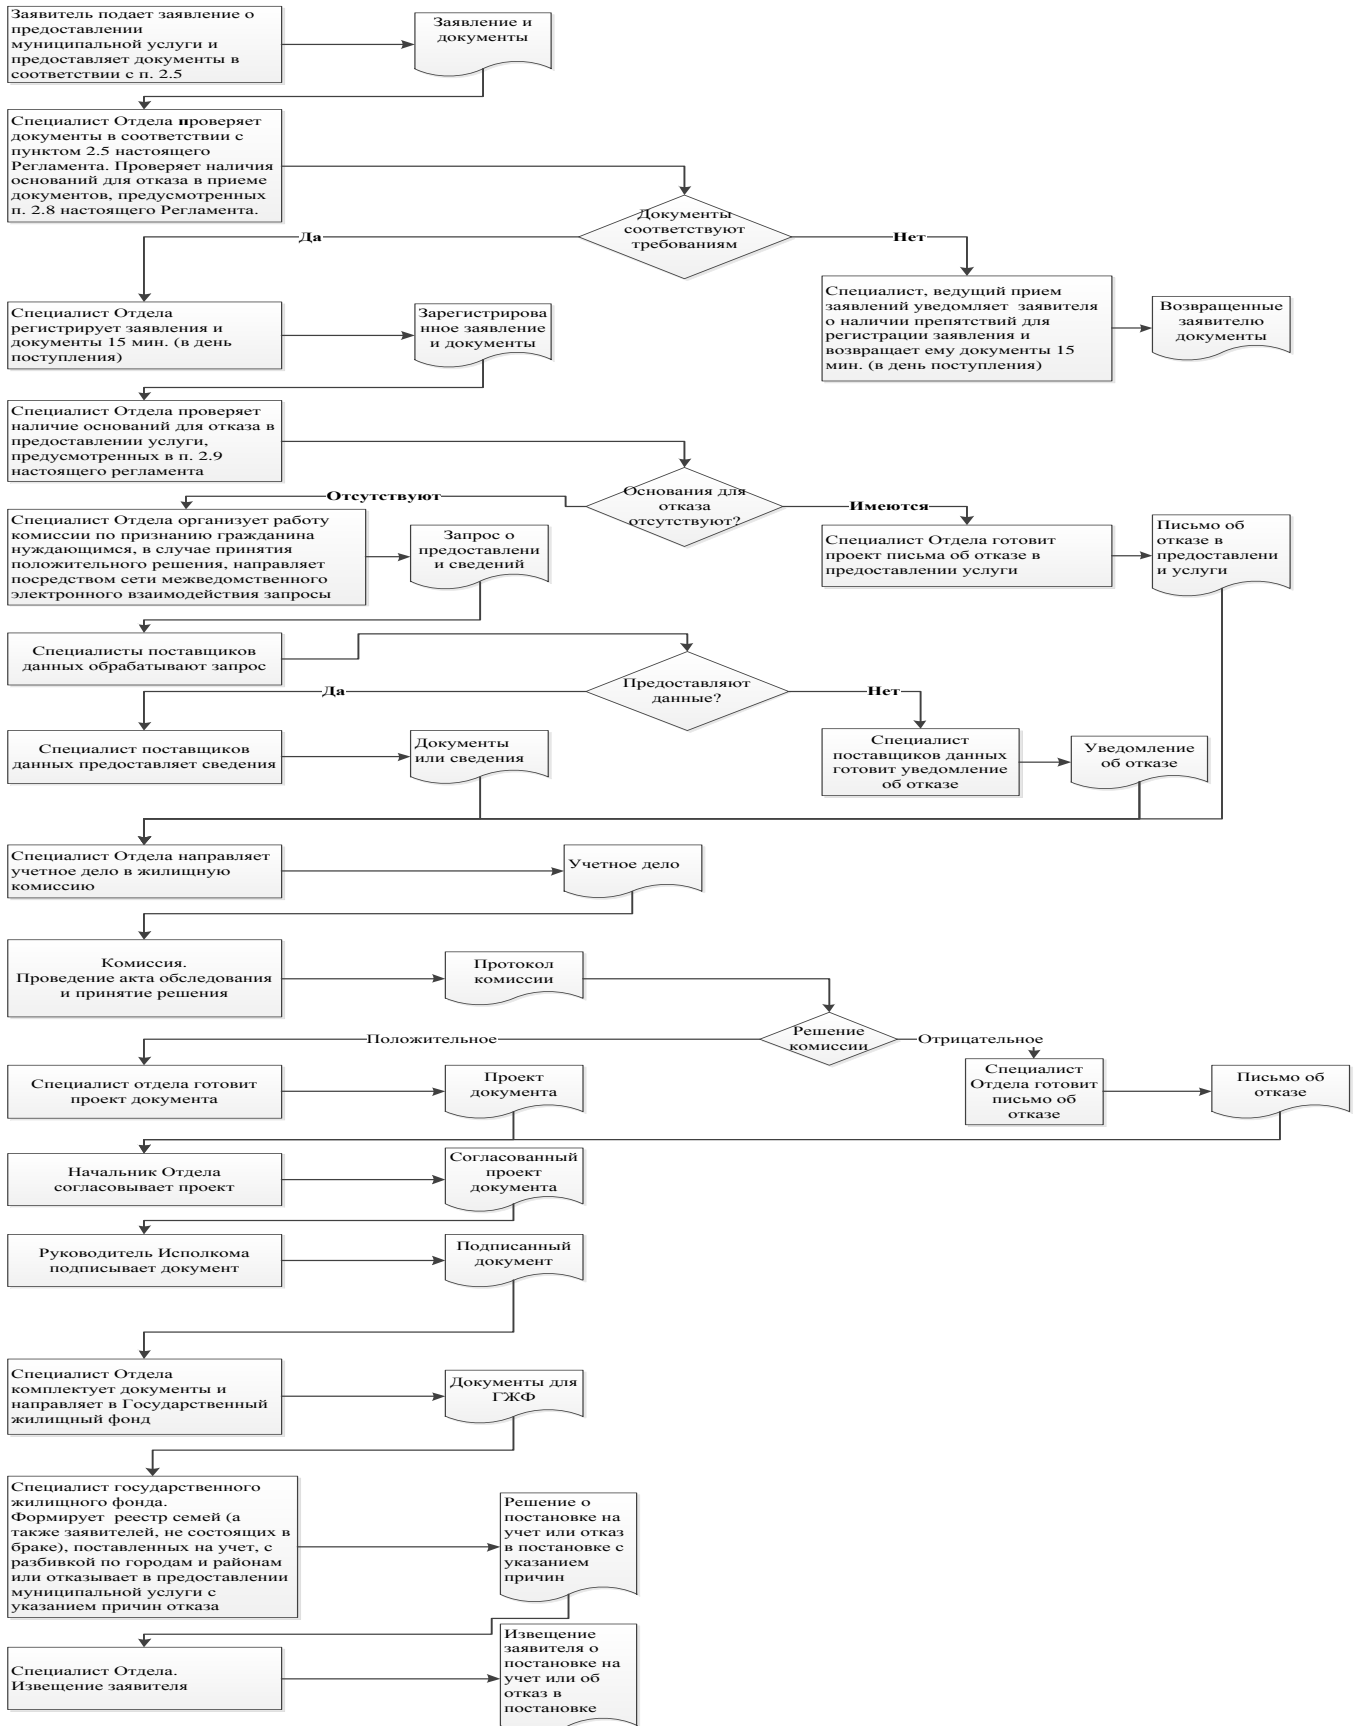 Заявитель подает заявление о
предоставлении
муниципальной услуги и
предоставляет документы в
соответствии с п. 2.5
Заявление и
документы
Специалист Отдела проверяет
документы в соответствии с
пунктом 2.5 настоящего
Регламента. Проверяет наличия
оснований для отказа в приеме
документов, предусмотренных
п. 2.8 настоящего Регламента.
Документы
соответствуют
требованиям
Да
Нет
Специалист Отдела
регистрирует заявления и
документы 15 мин. (в день
поступления)
Зарегистрирова
нное заявление
и документы
Специалист, ведущий прием
заявлений уведомляет заявителя
о наличии препятствий для
регистрации заявления и
возвращает ему документы 15
мин. (в день поступления)
Возвращенные
заявителю
документы
Специалист Отдела проверяет
наличие оснований для отказа в
предоставлении услуги,
предусмотренных в п. 2.9
настоящего регламента
Основания для
отказа
отсутствуют?
Отсутствуют
Имеются
Специалист Отдела организует работу
комиссии по признанию гражданина
нуждающимся, в случае принятия
положительного решения, направляет
посредством сети межведомственного
электронного взаимодействия запросы
Запрос о
предоставлени
и сведений
Специалист Отдела готовит
проект письма об отказе в
предоставлении услуги
Письмо об
отказе в
предоставлени
и услуги
Специалисты поставщиков
данных обрабатывают запрос
Предоставляют
данные?
Да
Нет
Специалист поставщиков
данных предоставляет сведения
Документы
или сведения
Специалист
поставщиков данных
готовит уведомление
об отказе
Уведомление
об отказе
Специалист Отдела направляет
учетное дело в жилищную
комиссию
Учетное дело
Комиссия.
Проведение акта обследования
и принятие решения
Протокол
комиссии
Решение
комиссии
Положительное
Отрицательное
Специалист отдела готовит
проект документа
Проект
документа
Специалист
Отдела готовит
письмо об
отказе
Письмо об
отказе
Начальник Отдела
согласовывает проект
Согласованный
проект
документа
Руководитель Исполкома
подписывает документ
Подписанный
документ
Специалист Отдела
комплектует документы и
направляет в Государственный
жилищный фонд
Документы для
ГЖФ
Специалист государственного
жилищного фонда.
Формирует реестр семей (а
также заявителей, не состоящих в
браке), поставленных на учет, с
разбивкой по городам и районам
или отказывает в предоставлении
муниципальной услуги с
указанием причин отказа
Решение о
постановке на
учет или отказ
в постановке с
указанием
причин
Специалист Отдела.
Извещение заявителя
Извещение
заявителя о
постановке на
учет или об
отказ в
постановке